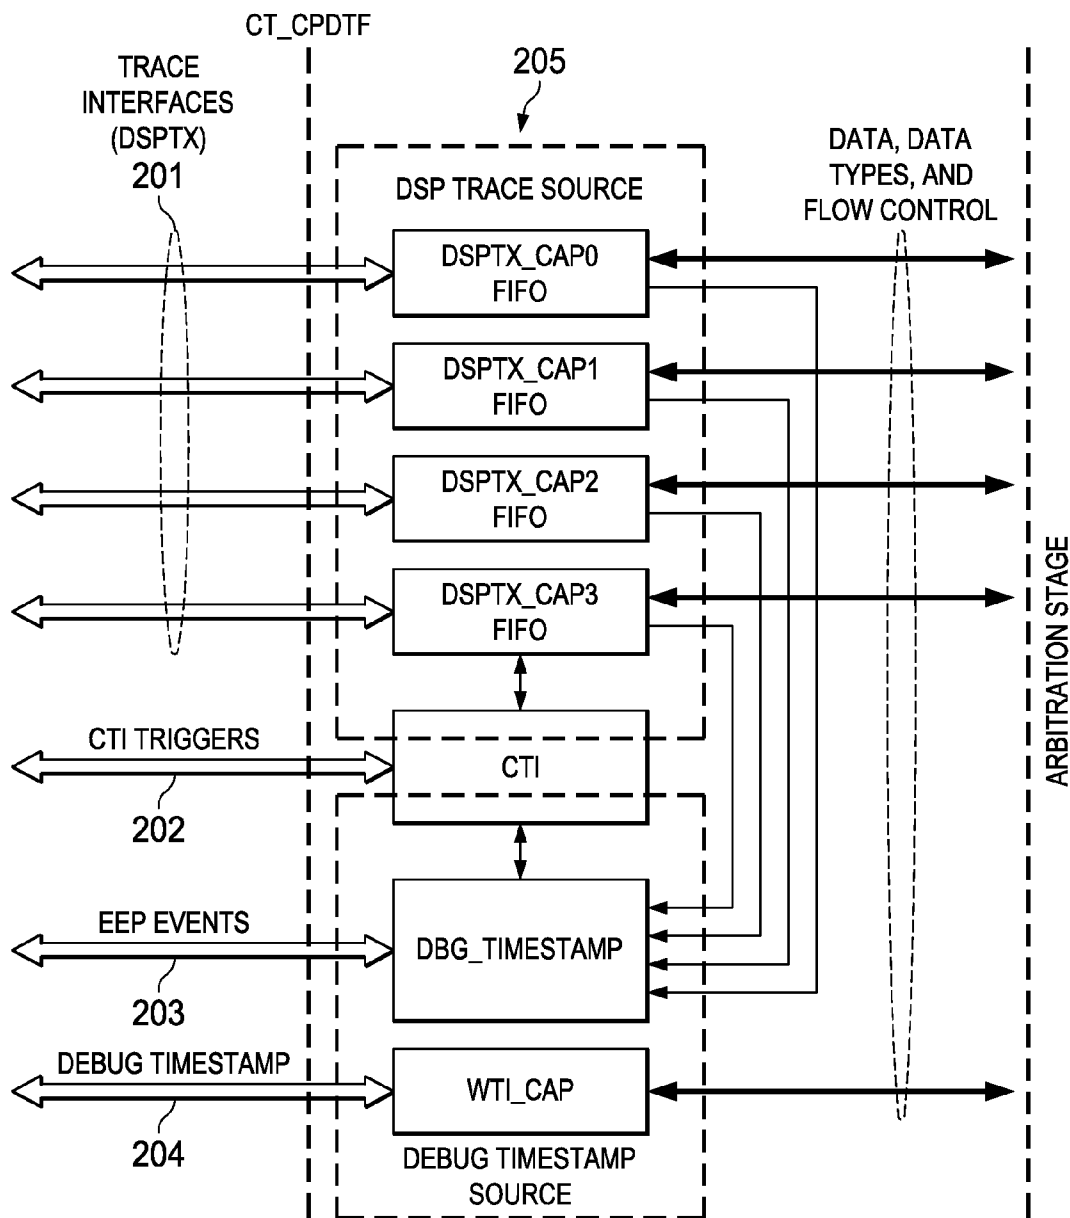 CT_CPDTF
TRACE
INTERFACES
(DSPTX)
201
205
DATA, DATA
TYPES, AND
FLOW CONTROL
DSP TRACE SOURCE
DSPTX_CAP0
FIFO
DSPTX_CAP1
FIFO
DSPTX_CAP2
FIFO
DSPTX_CAP3
FIFO
CTI TRIGGERS
202
CTI
EEP EVENTS
203
DBG_TIMESTAMP
DEBUG TIMESTAMP
204
WTI_CAP
DEBUG TIMESTAMP
SOURCE
ARBITRATION STAGE